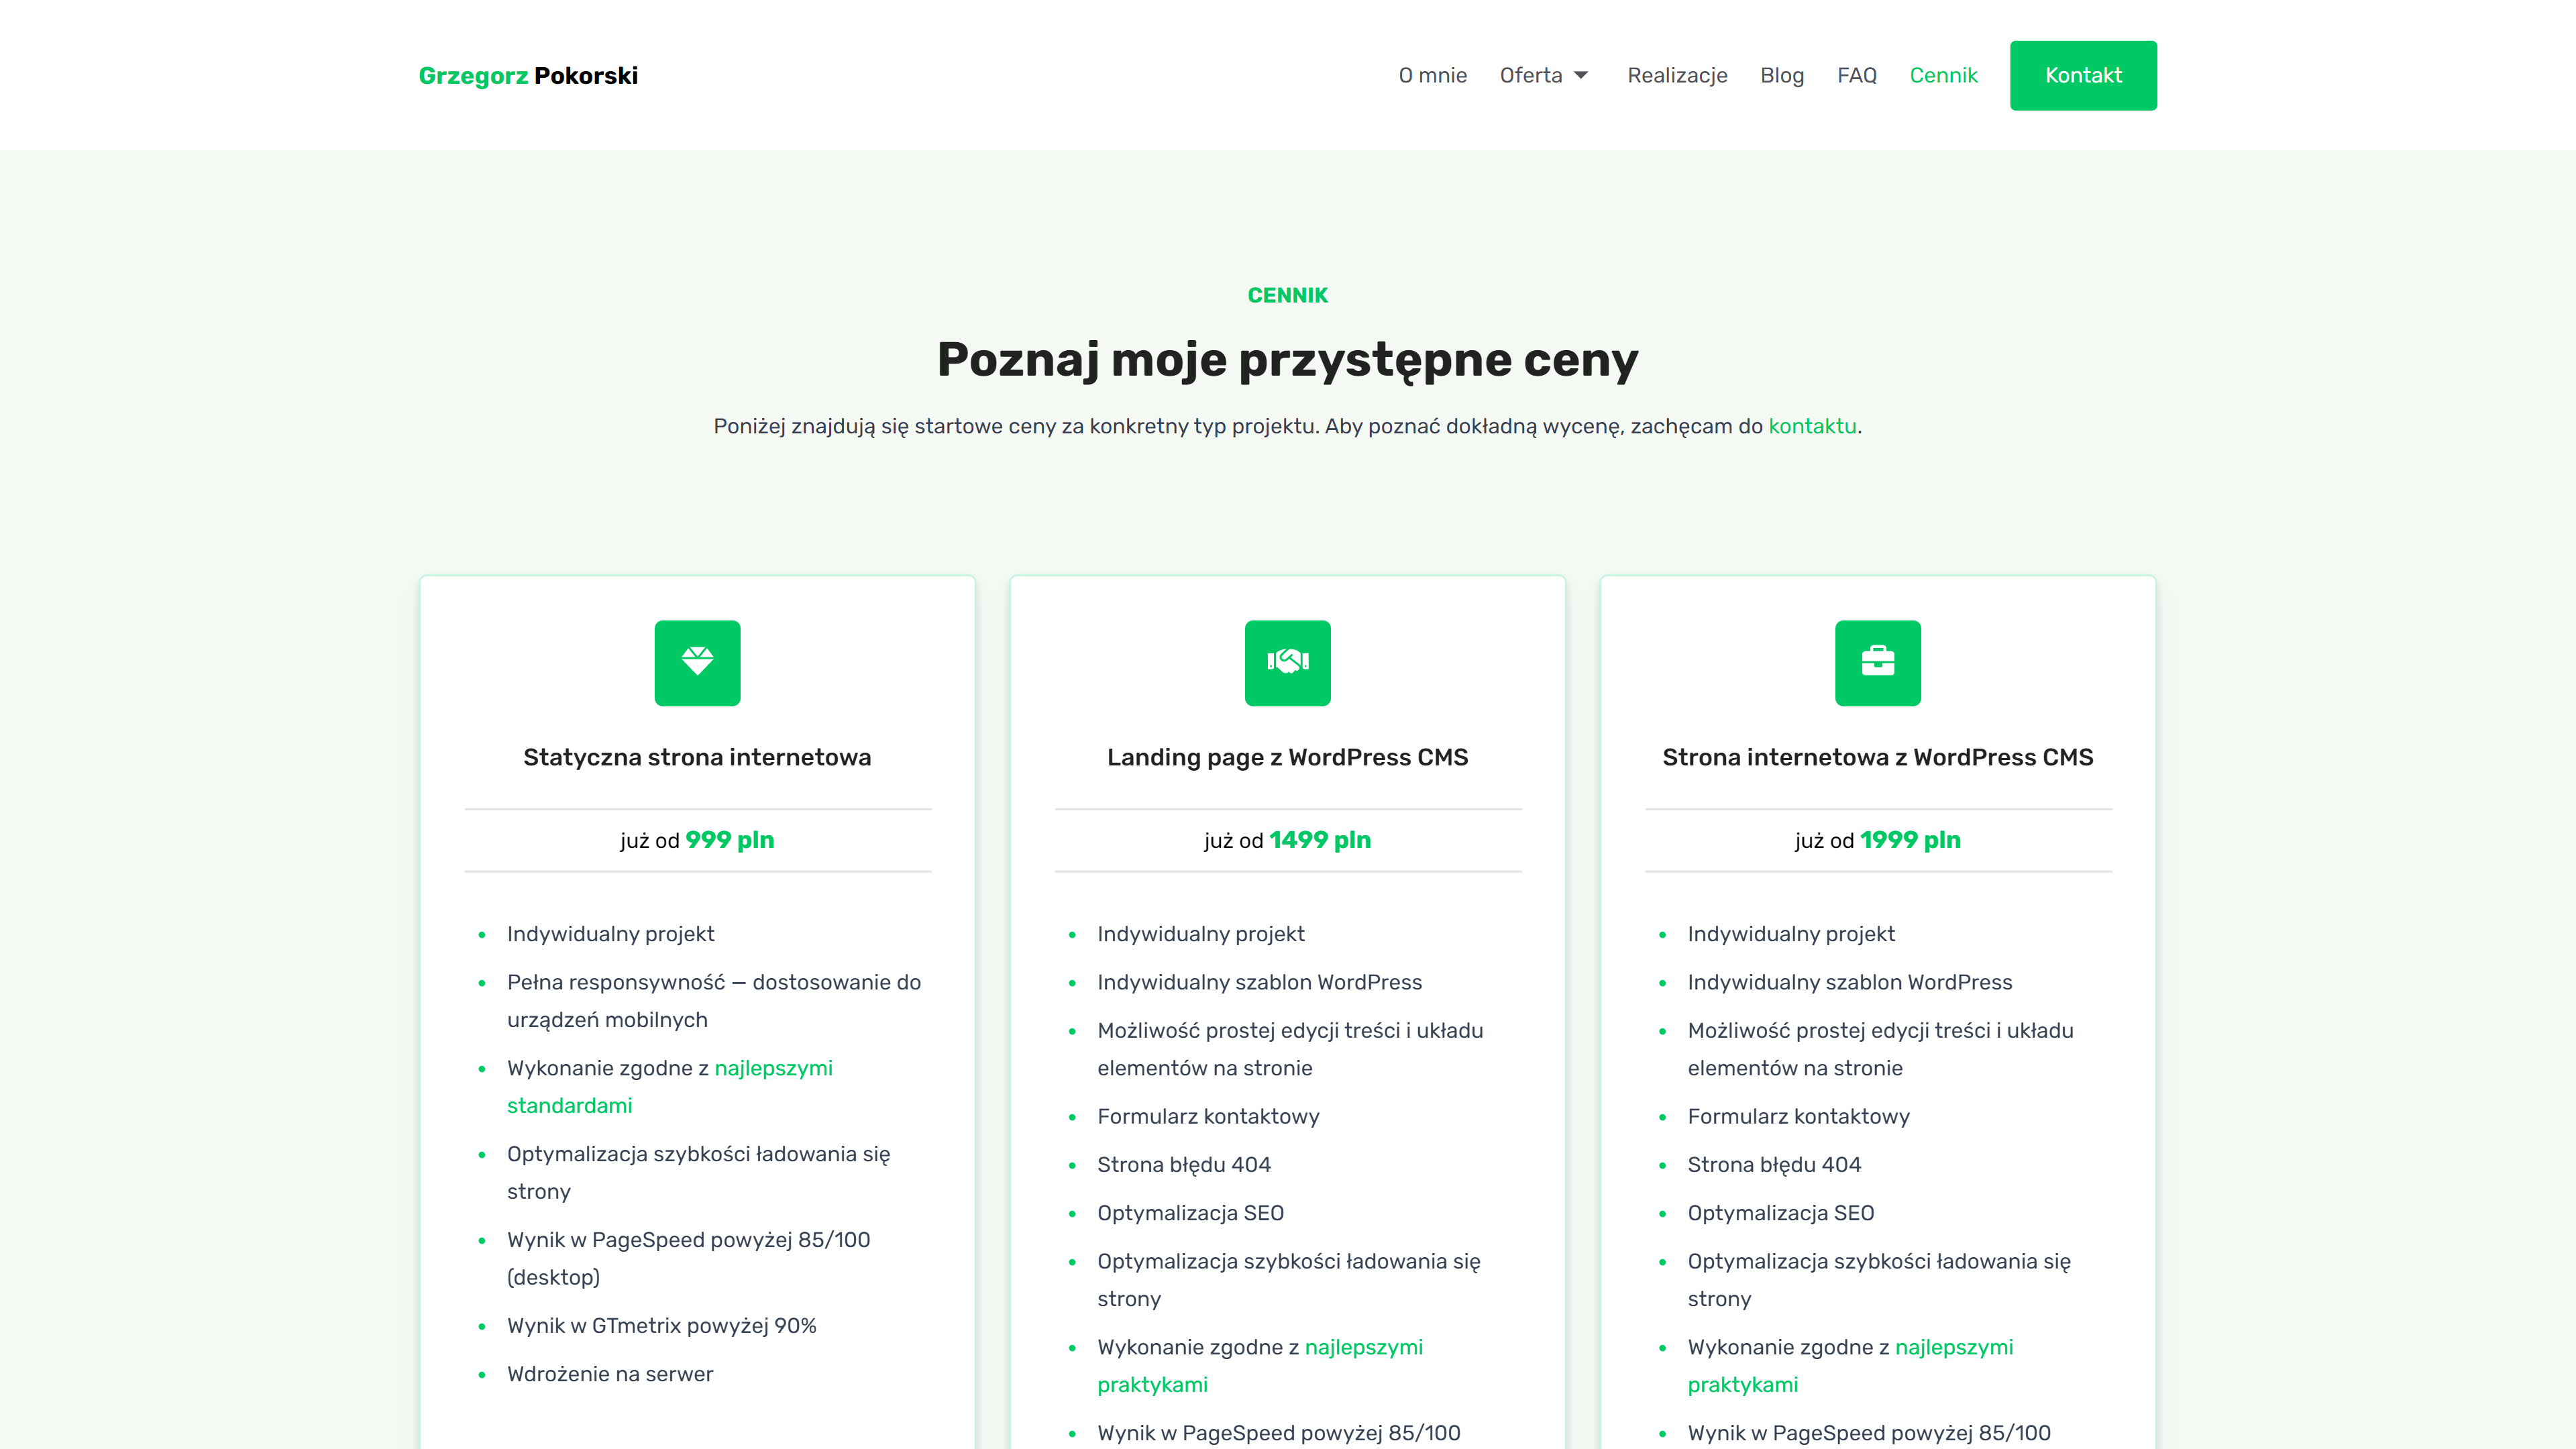 Grzegorz Pokorski
O mnie
Oferta
Realizacje
Blog
FAQ
Cennik
Kontakt
CENNIK
Poznaj moje przystępne ceny
Poniżej znajdują się startowe ceny za konkretny typ projektu. Aby poznać dokładną wycenę, zachęcam do kontaktu.
Statyczna strona internetowa
już od 999 pln
Indywidualny projekt
Pełna responsywność — dostosowanie do
urządzeń mobilnych
Wykonanie zgodne z najlepszymi
standardami
Optymalizacja szybkości ładowania się
strony
Wynik w PageSpeed powyżej 85/100
(desktop)
Wynik w GTmetrix powyżej 90%
Wdrożenie na serwer
Landing page z WordPress CMS
już od 1499 pln
Indywidualny projekt
Indywidualny szablon WordPress
Możliwość prostej edycji treści i układu
elementów na stronie
Formularz kontaktowy
Strona błędu 404
Optymalizacja SEO
Optymalizacja szybkości ładowania się
strony
Wykonanie zgodne z najlepszymi
praktykami
Wynik w PageSpeed powyżej 85/100
Strona internetowa z WordPress CMS
już od 1999 pln
Indywidualny projekt
Indywidualny szablon WordPress
Możliwość prostej edycji treści i układu
elementów na stronie
Formularz kontaktowy
Strona błędu 404
Optymalizacja SEO
Optymalizacja szybkości ładowania się
strony
Wykonanie zgodne z najlepszymi
praktykami
Wynik w PageSpeed powyżej 85/100